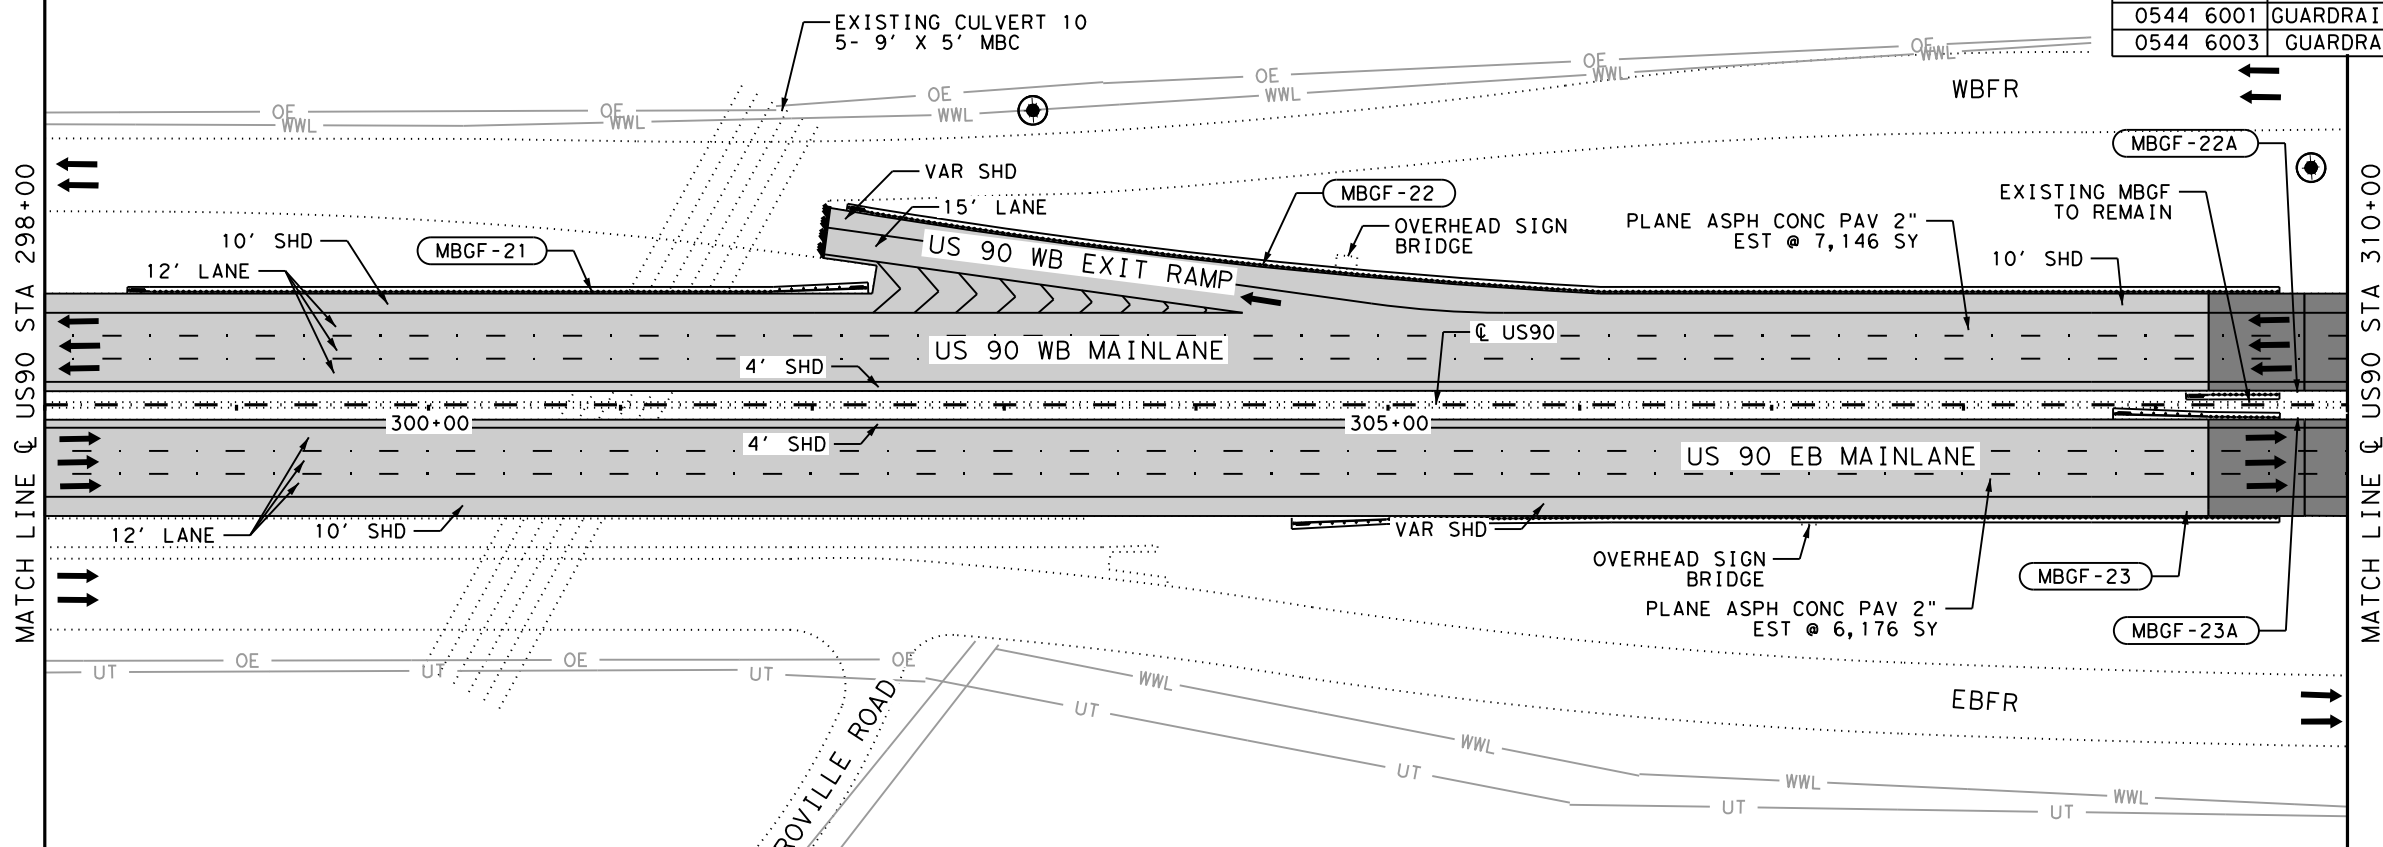 EXISTING CULVERT 10
5- 9' X 5' MBC
0544 6001
0544 6003
OE
OE
OE
OE
OE
OE
WWL
WWL
WWL
WWL
WWL
WWL
WBFR
MBGF-22A
VAR SHD
15' LANE
MBGF-22
OVERHEAD SIGN
BRIDGE
PLANE ASPH CONC PAV 2"
EST @ 7,146 SY
EXISTING MBGF
TO REMAIN
10' SHD
10' SHD
12' LANE
MBGF-21
US 90 WB EXIT RAMP
MATCH LINE ℄ US90 STA 298+00
MATCH LINE ℄ US90 STA 310+00
℄ US90
US 90 WB MAINLANE
4' SHD
300+00
305+00
4' SHD
US 90 EB MAINLANE
12' LANE
10' SHD
VAR SHD
OVERHEAD SIGN
BRIDGE
MBGF-23
PLANE ASPH CONC PAV 2"
EST @ 6,176 SY
MBGF-23A
OE
OE
OE
UT
UT
UT
UT
UT
UT
UT
WWL
WWL
WWL
WWL
EBFR
ROAD